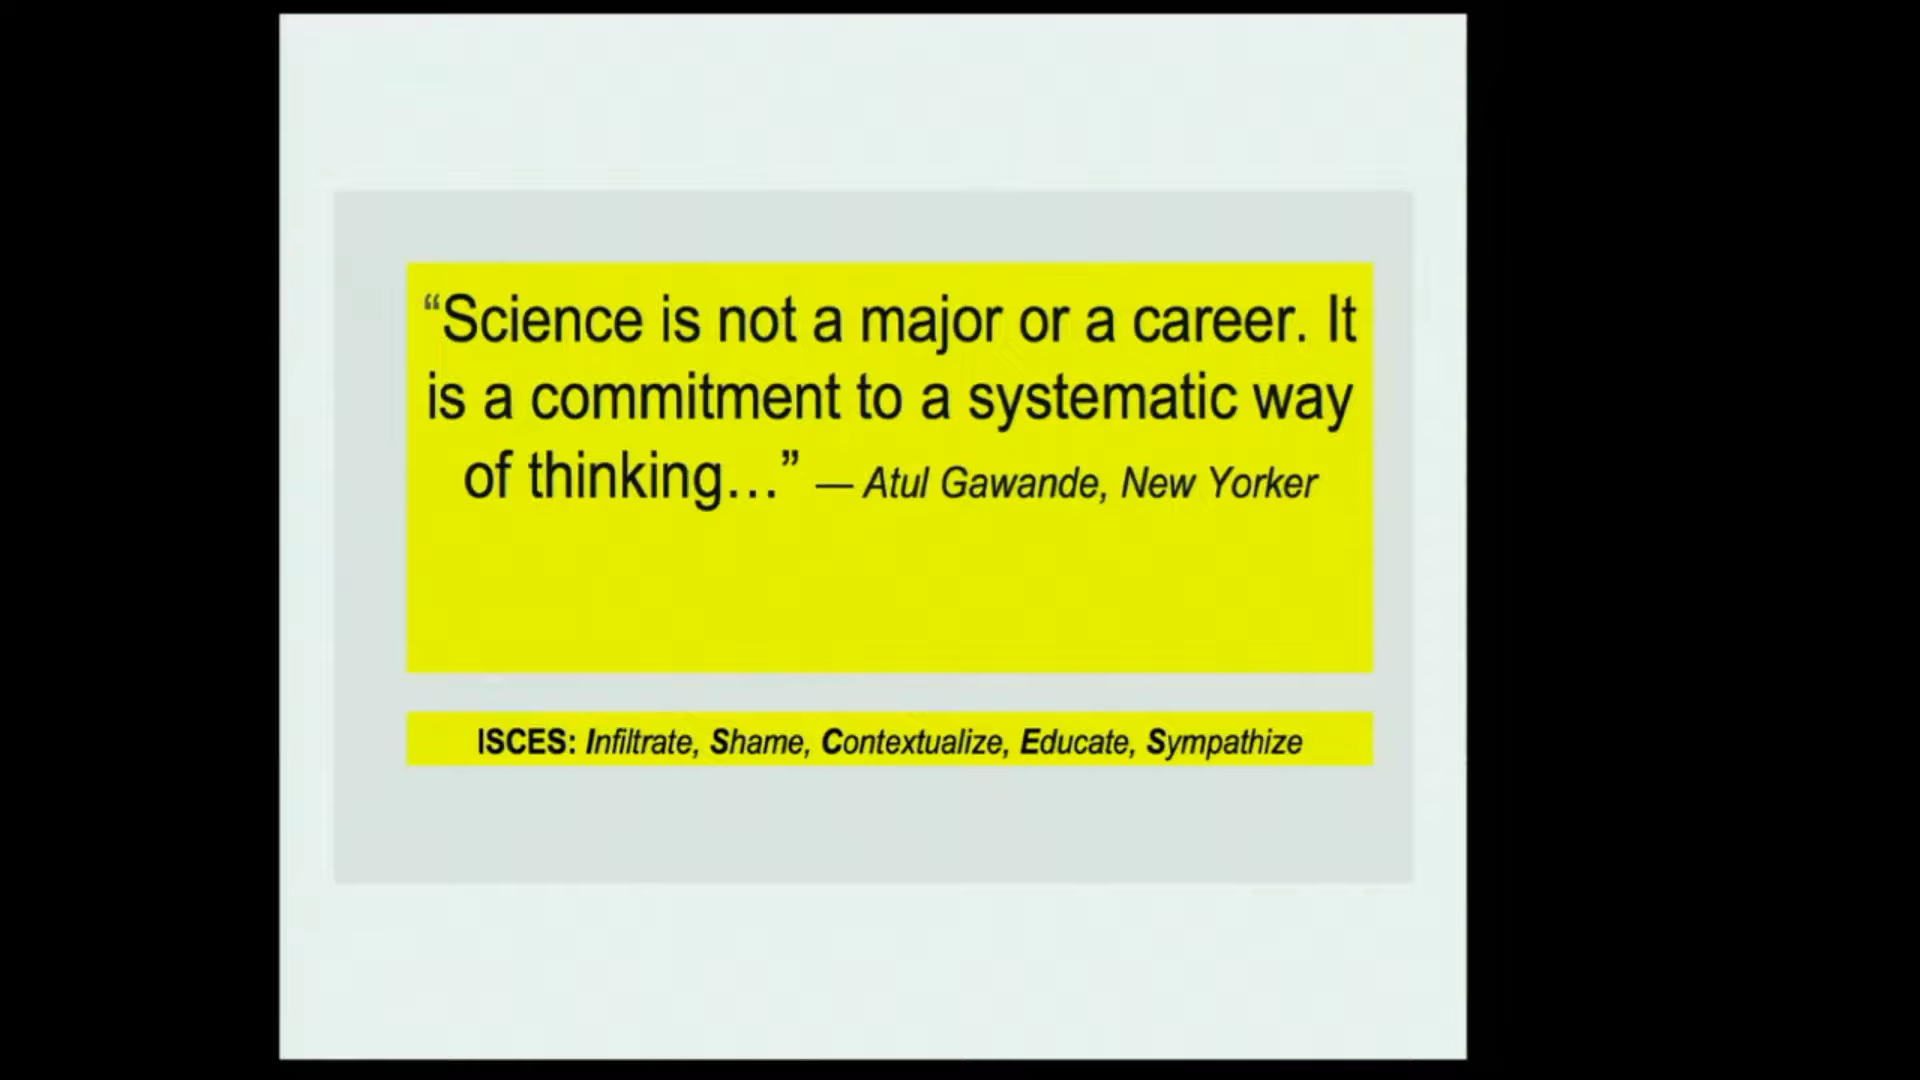 “Science is not a major or a career. It
is a commitment to a systematic way
of thinking…” — Atul Gawande, New Yorker
ISCES: Infiltrate, Shame, Contextualize, Educate, Sympathize